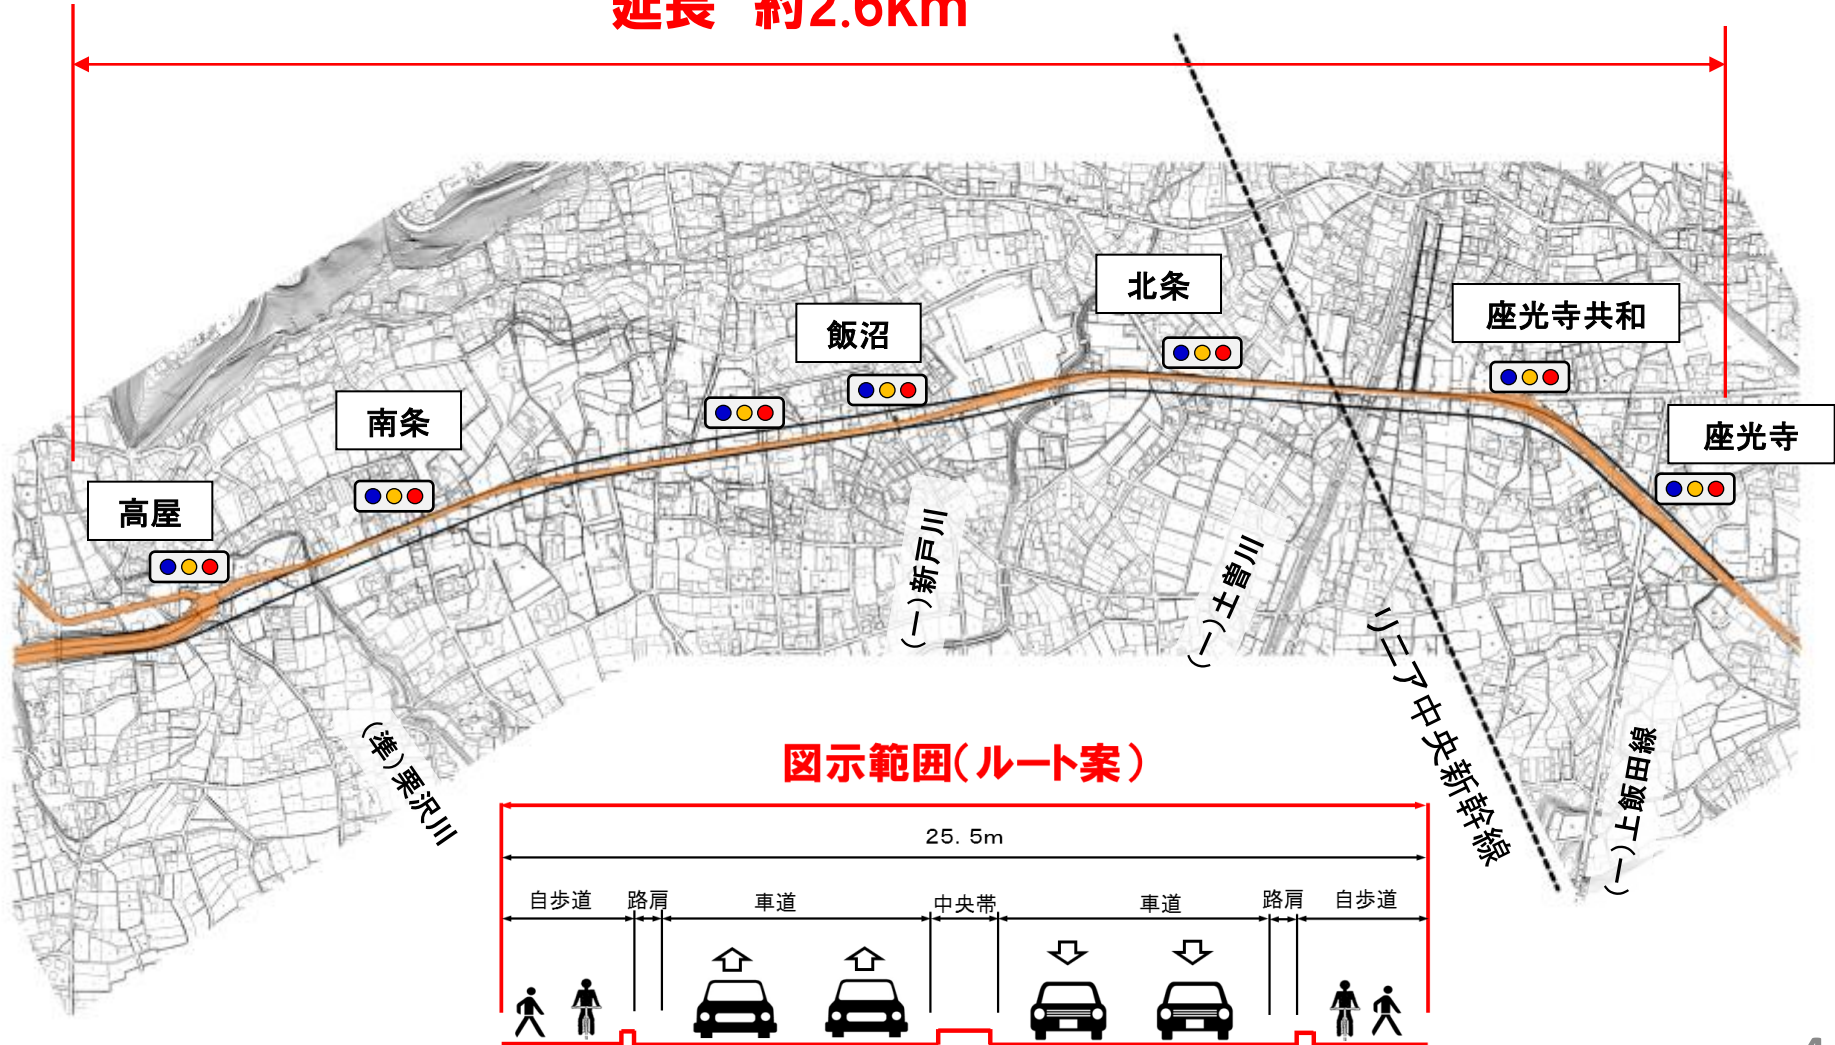 延長 約2.6km
北条
座光寺共和
飯沼
南条
座光寺
高屋
(一)新戸川
(一)土曽川
リニア中央新幹線
(準)栗沢川
(一)上飯田線
図示範囲(ルート案)
25.5m
自歩道 路肩 車道 中央帯 車道 路肩 自歩道